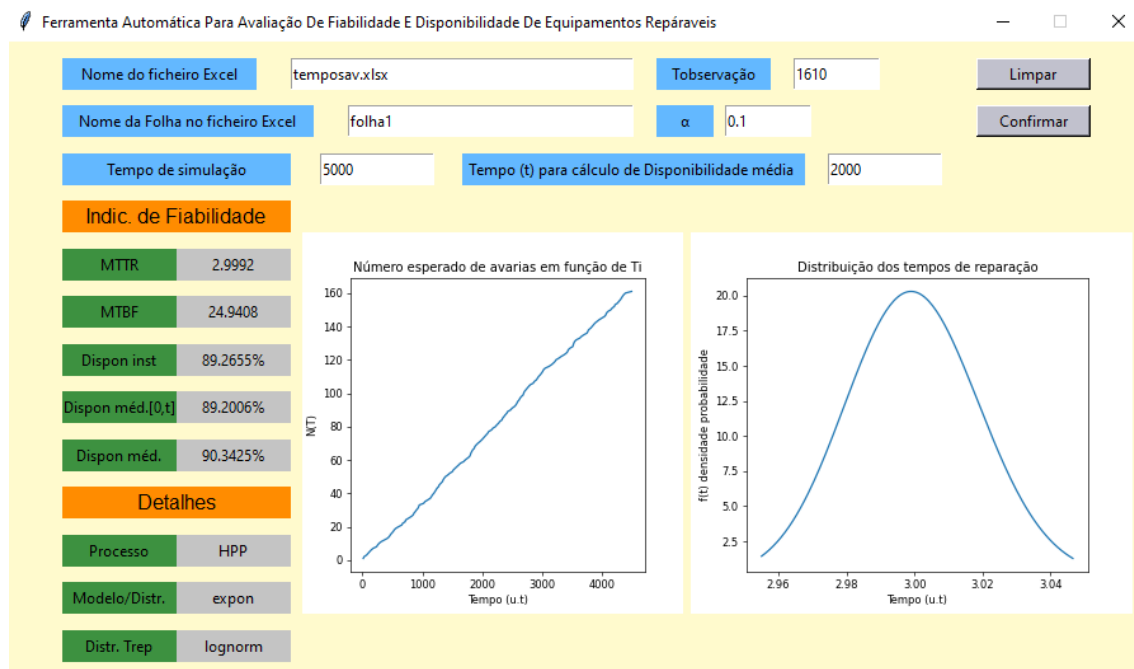 Ferramenta Automática Para Avaliação De Fiabilidade E Disponibilidade De Equipamentos Repáraveis
Nome do ficheiro Excel
temposav.xlsx
Tobservação
1610
Limpar
Nome da Folha no ficheiro Excel
folha1
α
0.1
Confirmar
Tempo de simulação
5000
Tempo (t) para cálculo de Disponibilidade média
2000
Indic. de Fiabilidade
MTTR
2.9992
MTBF
24.9408
Dispon inst
89.2655%
Dispon méd.[0,t]
89.2006%
Dispon méd.
90.3425%
Detalhes
Processo
HPP
Modelo/Distr.
expon
Distr. Trep
lognorm
Número esperado de avarias em função de Ti
N(T)
160
140
120
100
80
60
40
20
0
0 1000 2000 3000 4000
Tempo (u.t)
Distribuição dos tempos de reparação
f(t) densidade probabilidade
20.0
17.5
15.0
12.5
10.0
7.5
5.0
2.5
2.96 2.98 3.00 3.02 3.04
Tempo (u.t)